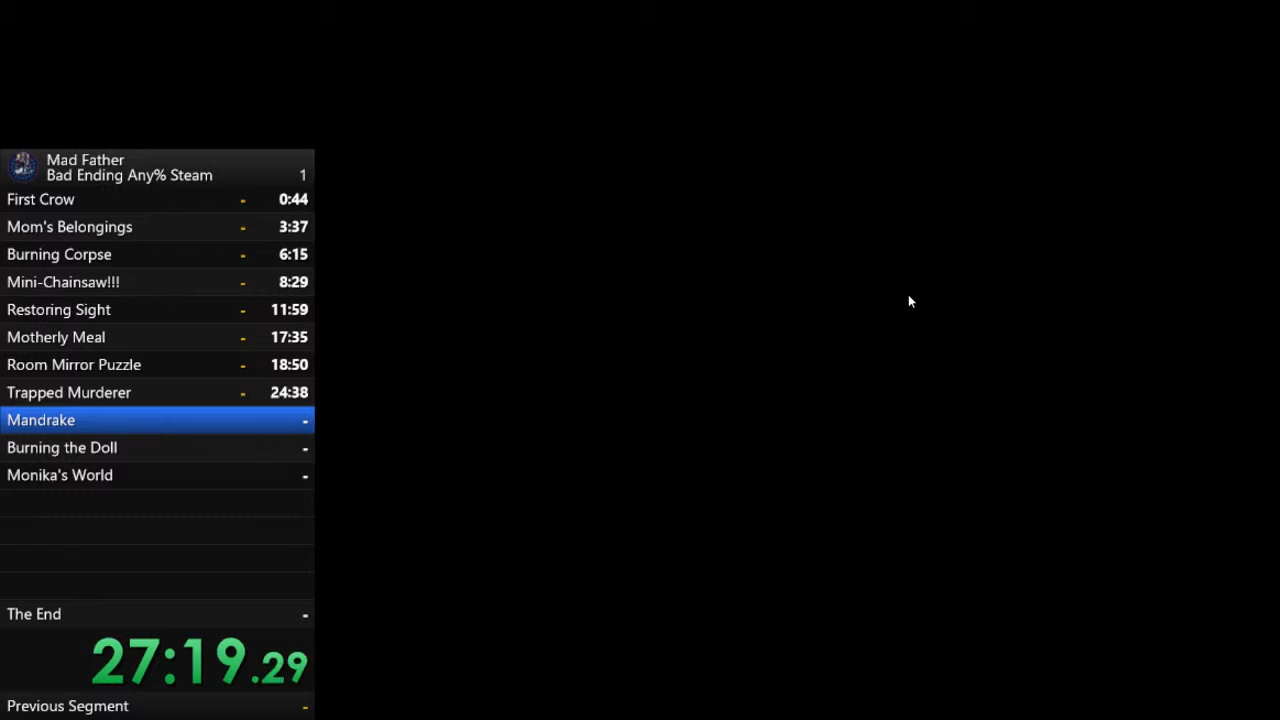 Mad Father
Bad Ending Any% Steam 1
First Crow - 0:44
Mom's Belongings - 3:37
Burning Corpse - 6:15
Mini-Chainsaw!!! - 8:29
Restoring Sight - 11:59
Motherly Meal - 17:35
Room Mirror Puzzle - 18:50
Trapped Murderer - 24:38
Mandrake -
Burning the Doll -
Monika's World -
The End -
27:19.29
Previous Segment -